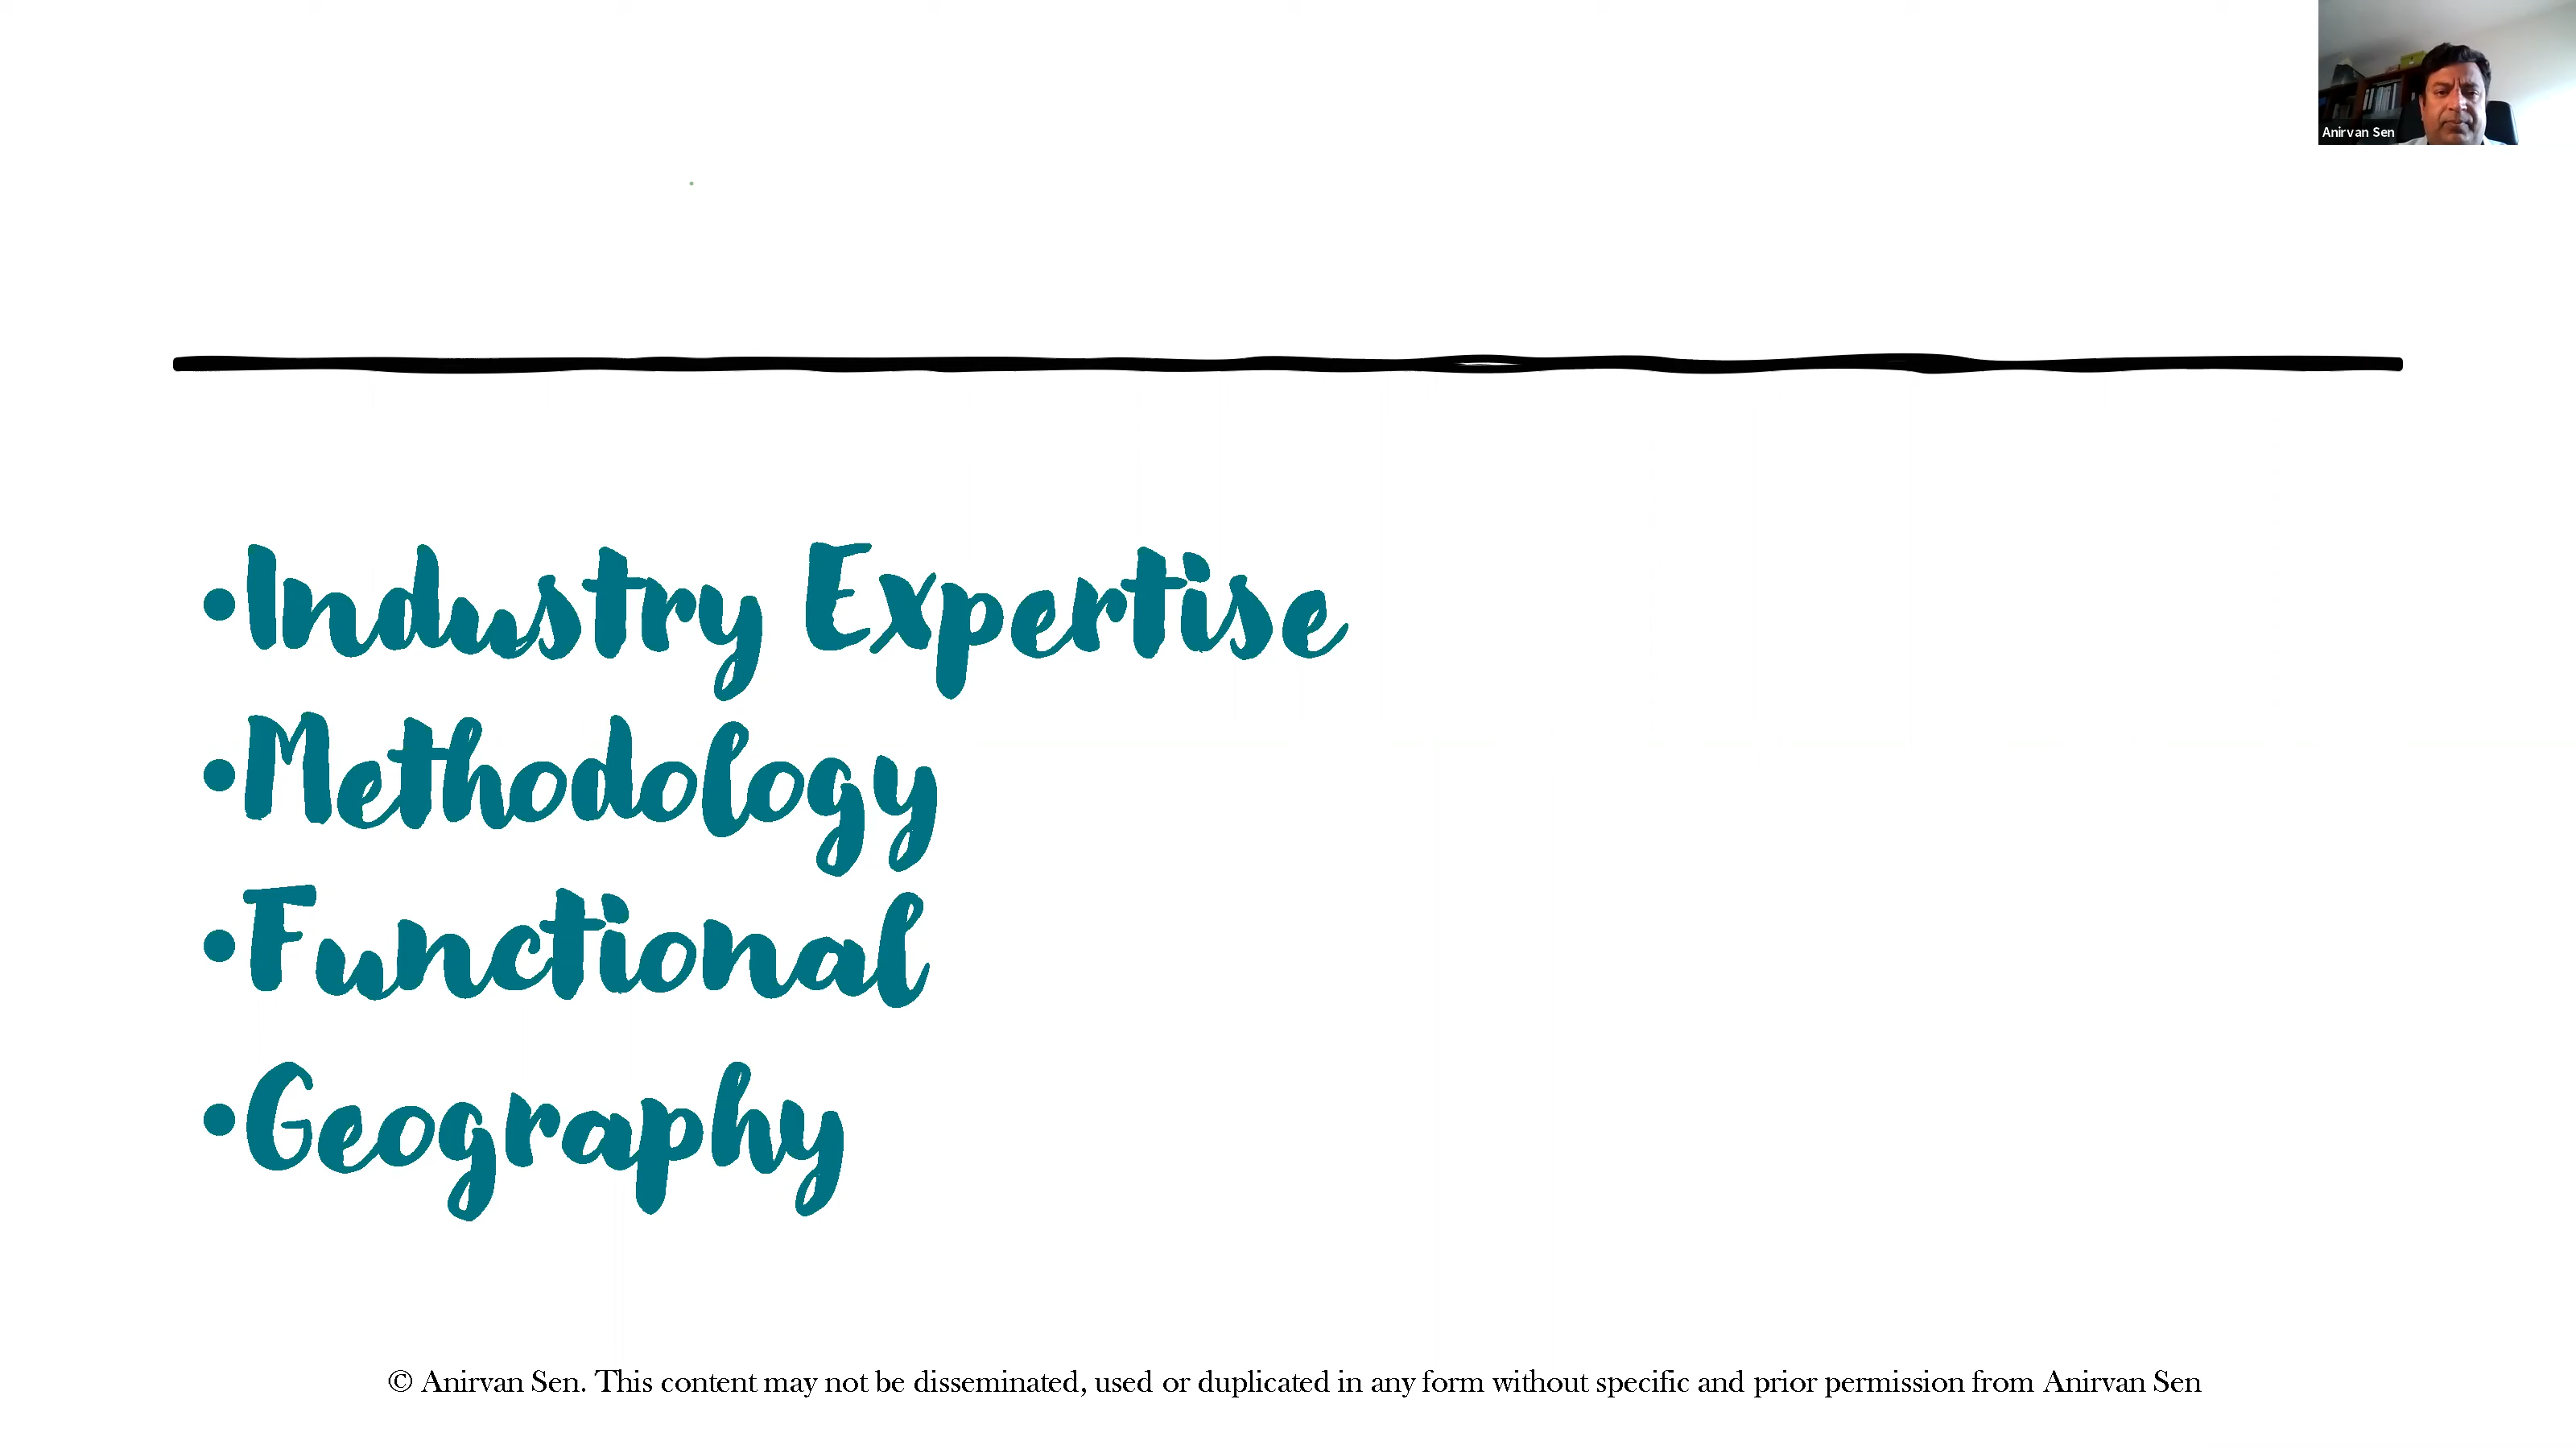 Anirvan Sen
•Industry Expertise
•Methodology
•Functional
•Geography
© Anirvan Sen. This content may not be disseminated, used or duplicated in any form without specific and prior permission from Anirvan Sen